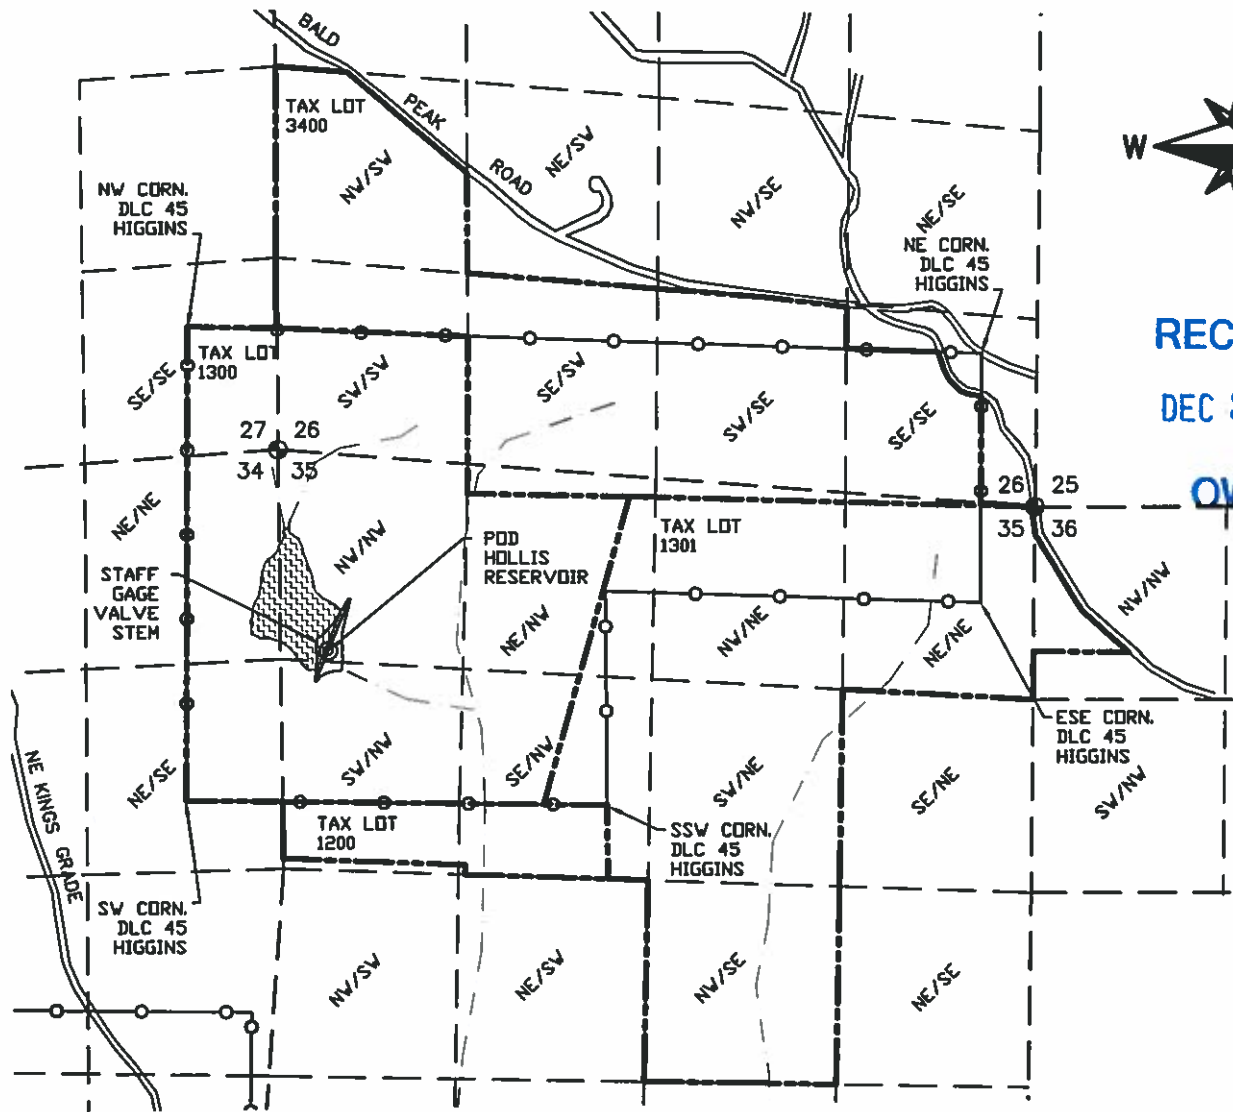 BALD
PEAK
ROAD
TAX LOT
3400
NW/SW
NE/SW
NW/SE
NE/SE
W
NW CORN.
DLC 45
HIGGINS
NE CORN.
DLC 45
HIGGINS
REC
DEC
TAX LOT
1300
SE/SE
SW/SW
SE/SW
SW/SE
SE/SE
27 26
34 35
26 25
35 36
OW
NE/NE
NW/NW
POD
HOLLIS
RESERVOIR
TAX LOT
1301
STAFF
GAGE
VALVE
STEM
NE/NW
NW/NE
NE/NE
NW/NW
NE KINGS GRADE
NE/SE
SW/NW
SE/NW
SW/NE
SE/NE
SW/NW
ESE CORN.
DLC 45
HIGGINS
TAX LOT
1200
SSW CORN.
DLC 45
HIGGINS
SW CORN.
DLC 45
HIGGINS
NW/SW
NE/SW
NW/SE
NE/SE